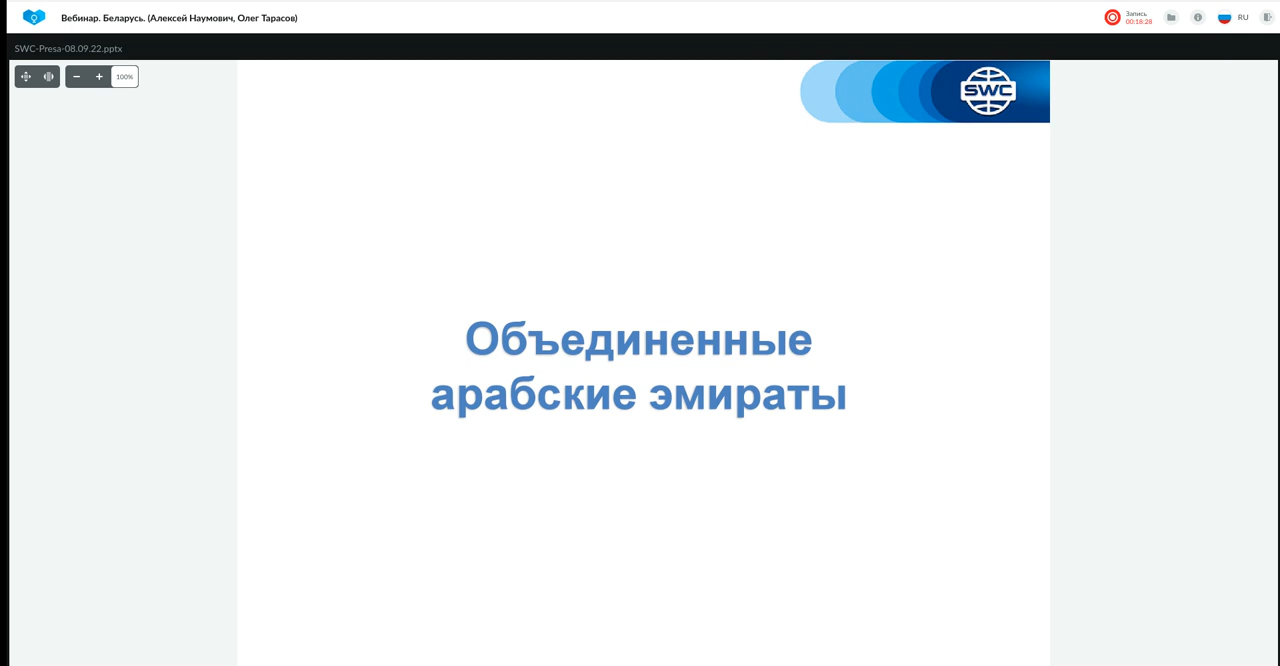 Вебинар. Беларусь. (Алексей Наумович, Олег Тарасов)
Запись
00:18:28
RU
SWC-Presa-08.09.22.pptx
100%
SWC
Объединенные
арабские эмираты